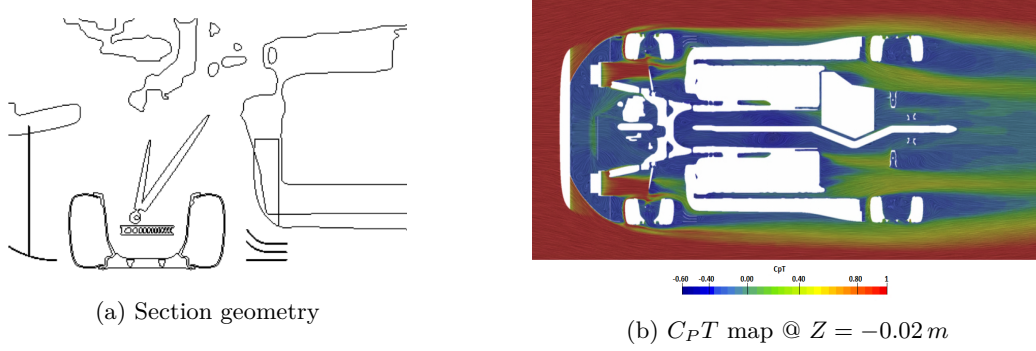 CpT
-0.60 -0.40 0.00 0.40 0.80 1
(a) Section geometry
(b) C_PT map @ Z = −0.02 m